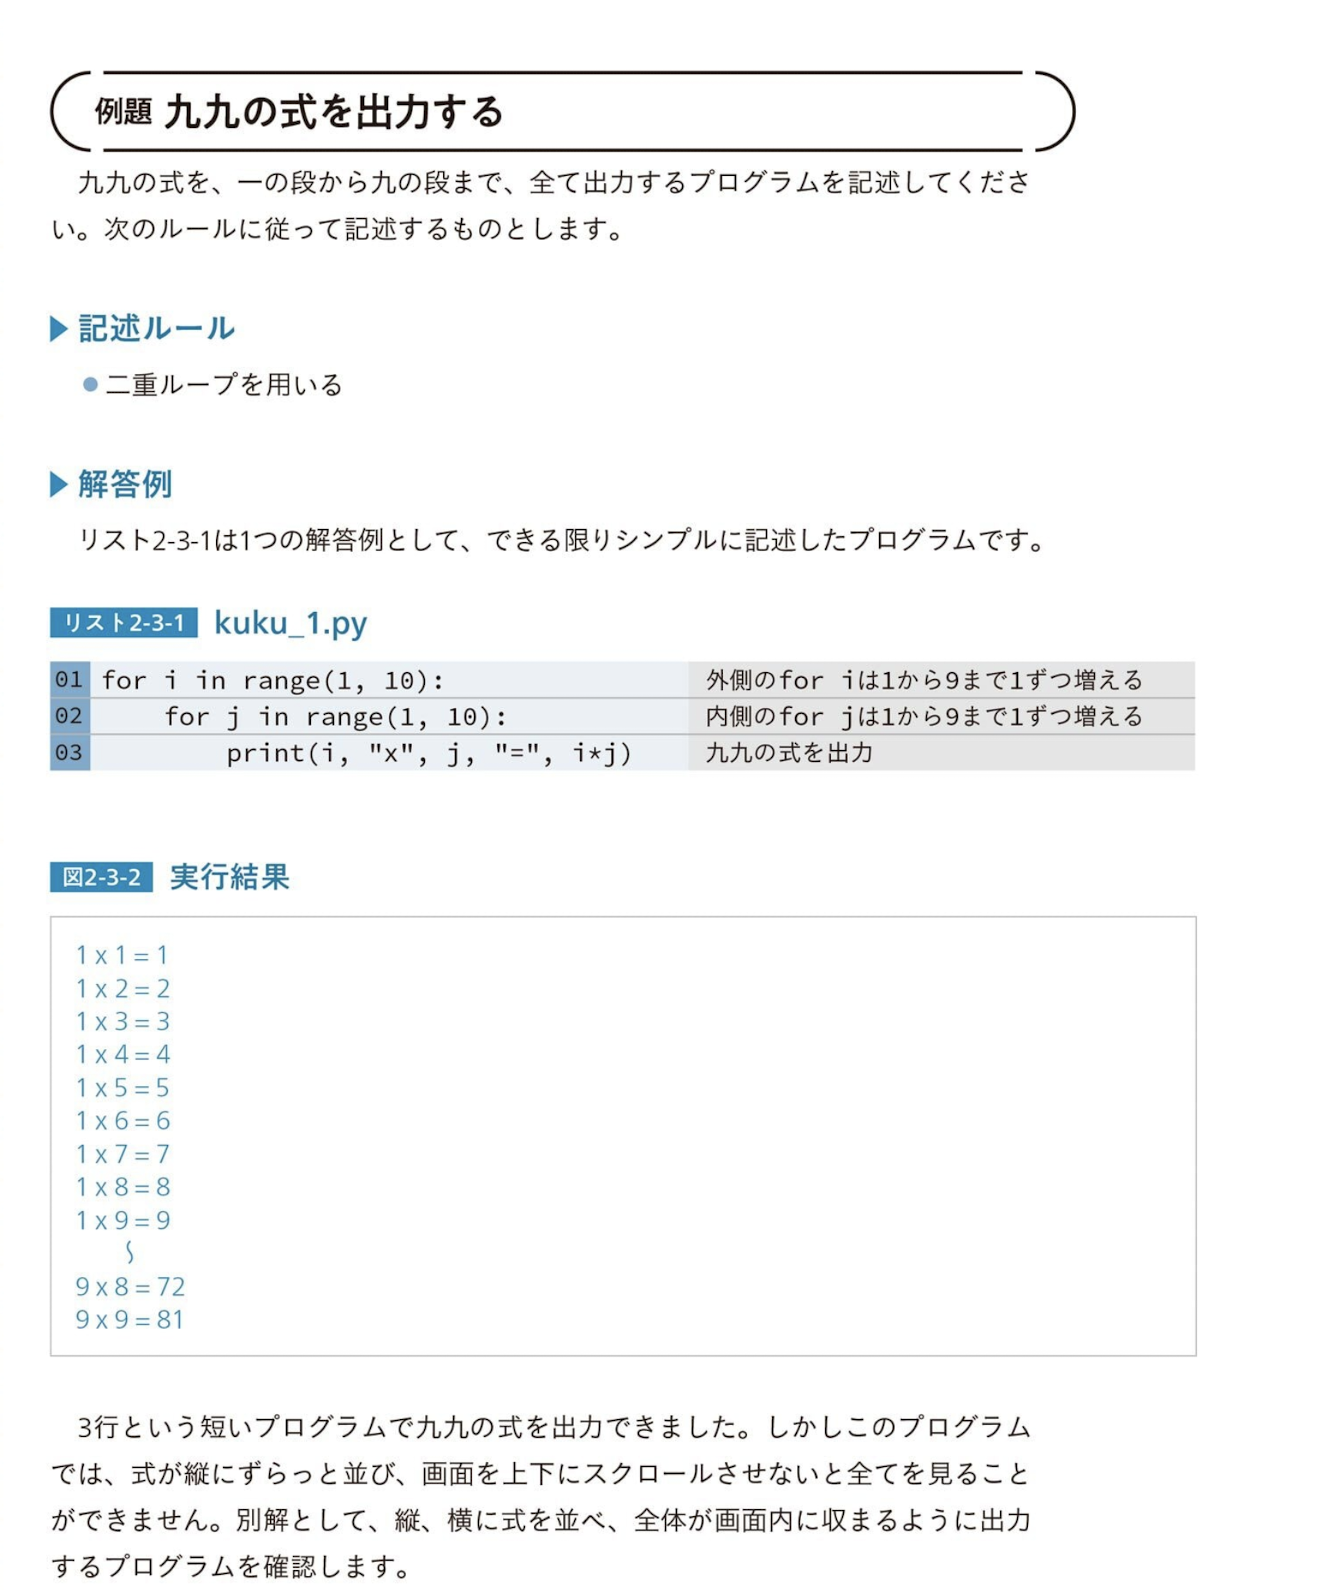 例題 九九の式を出力する
九九の式を、一の段から九の段まで、全て出力するプログラムを記述してくださ
い。次のルールに従って記述するものとします。
▶記述ルール
●二重ループを用いる
▶解答例
リスト2-3-1は1つの解答例として、できる限りシンプルに記述したプログラムです。
リスト2-3-1 kuku_1.py
01 for i in range(1, 10): 外側のfor iは1から9まで1ずつ増える
02     for j in range(1, 10): 内側のfor jは1から9まで1ずつ増える
03         print(i, "x", j, "=", i*j) 九九の式を出力
図2-3-2 実行結果
1 x 1 = 1
1 x 2 = 2
1 x 3 = 3
1 x 4 = 4
1 x 5 = 5
1 x 6 = 6
1 x 7 = 7
1 x 8 = 8
1 x 9 = 9
〜
9 x 8 = 72
9 x 9 = 81
3行という短いプログラムで九九の式を出力できました。しかしこのプログラム
では、式が縦にずらっと並び、画面を上下にスクロールさせないと全てを見ること
ができません。別解として、縦、横に式を並べ、全体が画面内に収まるように出力
するプログラムを確認します。